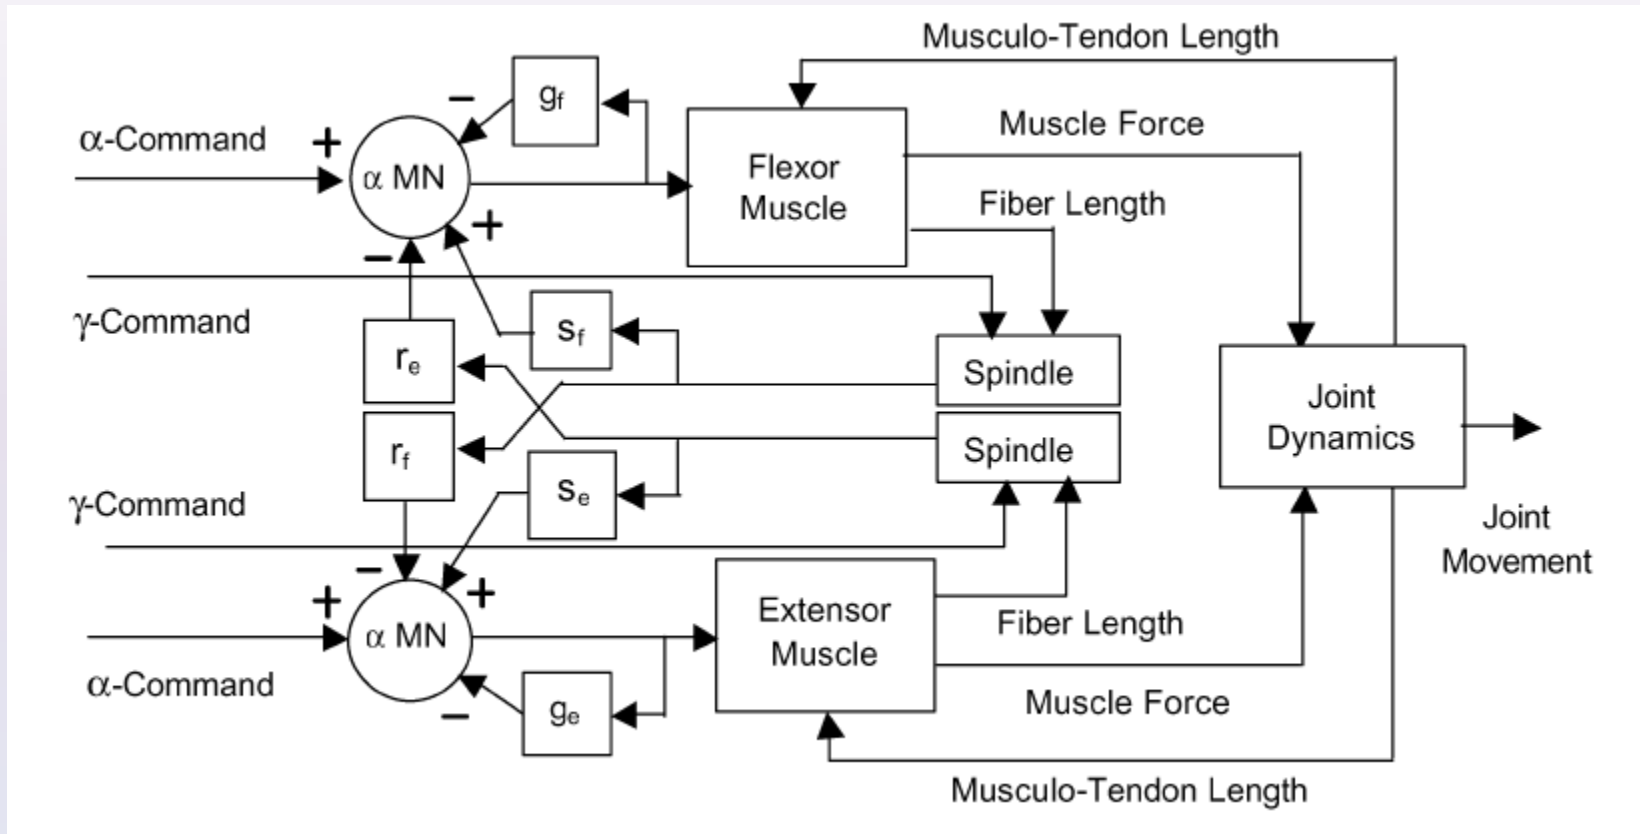 Musculo-Tendon Length
gf
−
α-Command
+
α MN
Flexor
Muscle
Muscle Force
Fiber Length
+
−
γ-Command
sf
re
Spindle
Joint
Dynamics
rf
Spindle
se
γ-Command
Joint
Movement
−
+
+
α MN
Extensor
Muscle
Fiber Length
α-Command
−
ge
Muscle Force
Musculo-Tendon Length